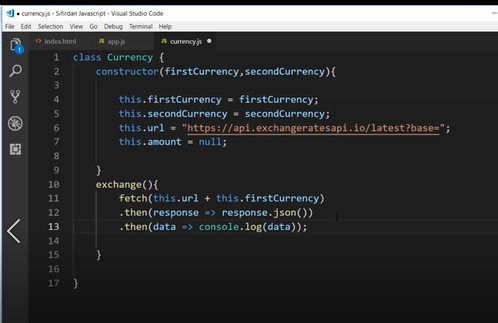 ● currency.js - Sıfırdan Javascript - Visual Studio Code
File Edit Selection View Go Debug Terminal Help
index.html JS app.js JS currency.js ●
1
1 class Currency {
2 constructor(firstCurrency,secondCurrency){
3
4 this.firstCurrency = firstCurrency;
5 this.secondCurrency = secondCurrency;
6 this.url = "https://api.exchangeratesapi.io/latest?base=";
7 this.amount = null;
8
9 }
10 exchange(){
11 fetch(this.url + this.firstCurrency)
12 .then(response => response.json())
13 .then(data => console.log(data));
14
15 }
16
17 }